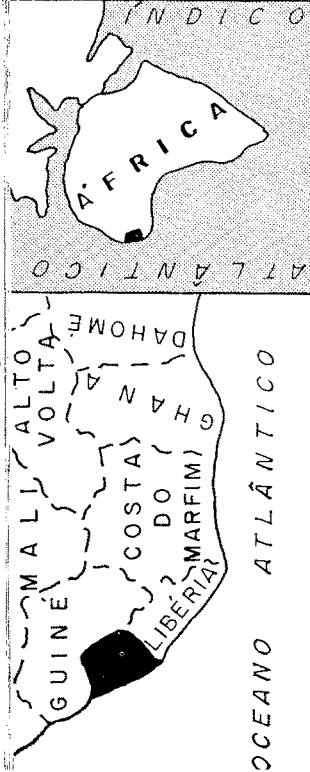 ÍNDICO
ÁFRICA
ATLÂNTICO
DAHOMÉ
ALTO
VOLTA
GHANA
MALI
COSTA
DO
MARFIM
GUINÉ
LIBÉRIA
OCEANO ATLÂNTICO